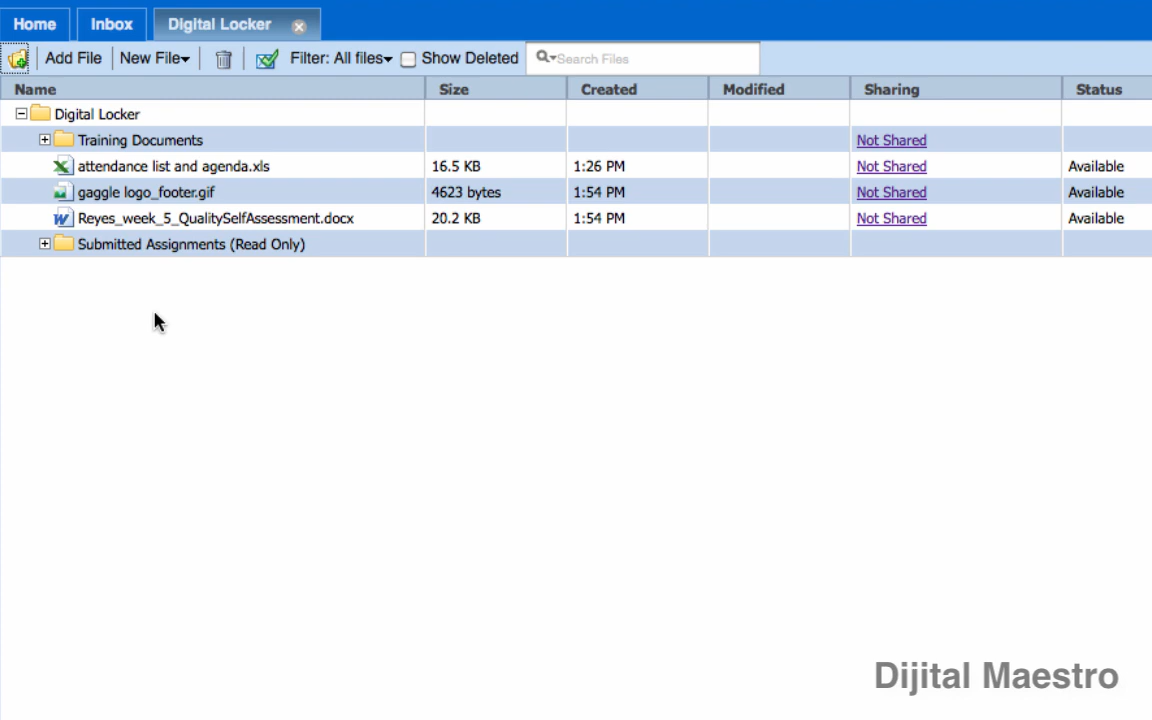 Home Inbox Digital Locker
Add File New File Filter: All files Show Deleted Search Files
Name Size Created Modified Sharing Status
Digital Locker
Training Documents Not Shared
attendance list and agenda.xls 16.5 KB 1:26 PM Not Shared Available
gaggle logo_footer.gif 4623 bytes 1:54 PM Not Shared Available
Reyes_week_5_QualitySelfAssessment.docx 20.2 KB 1:54 PM Not Shared Available
Submitted Assignments (Read Only)
Dijital Maestro